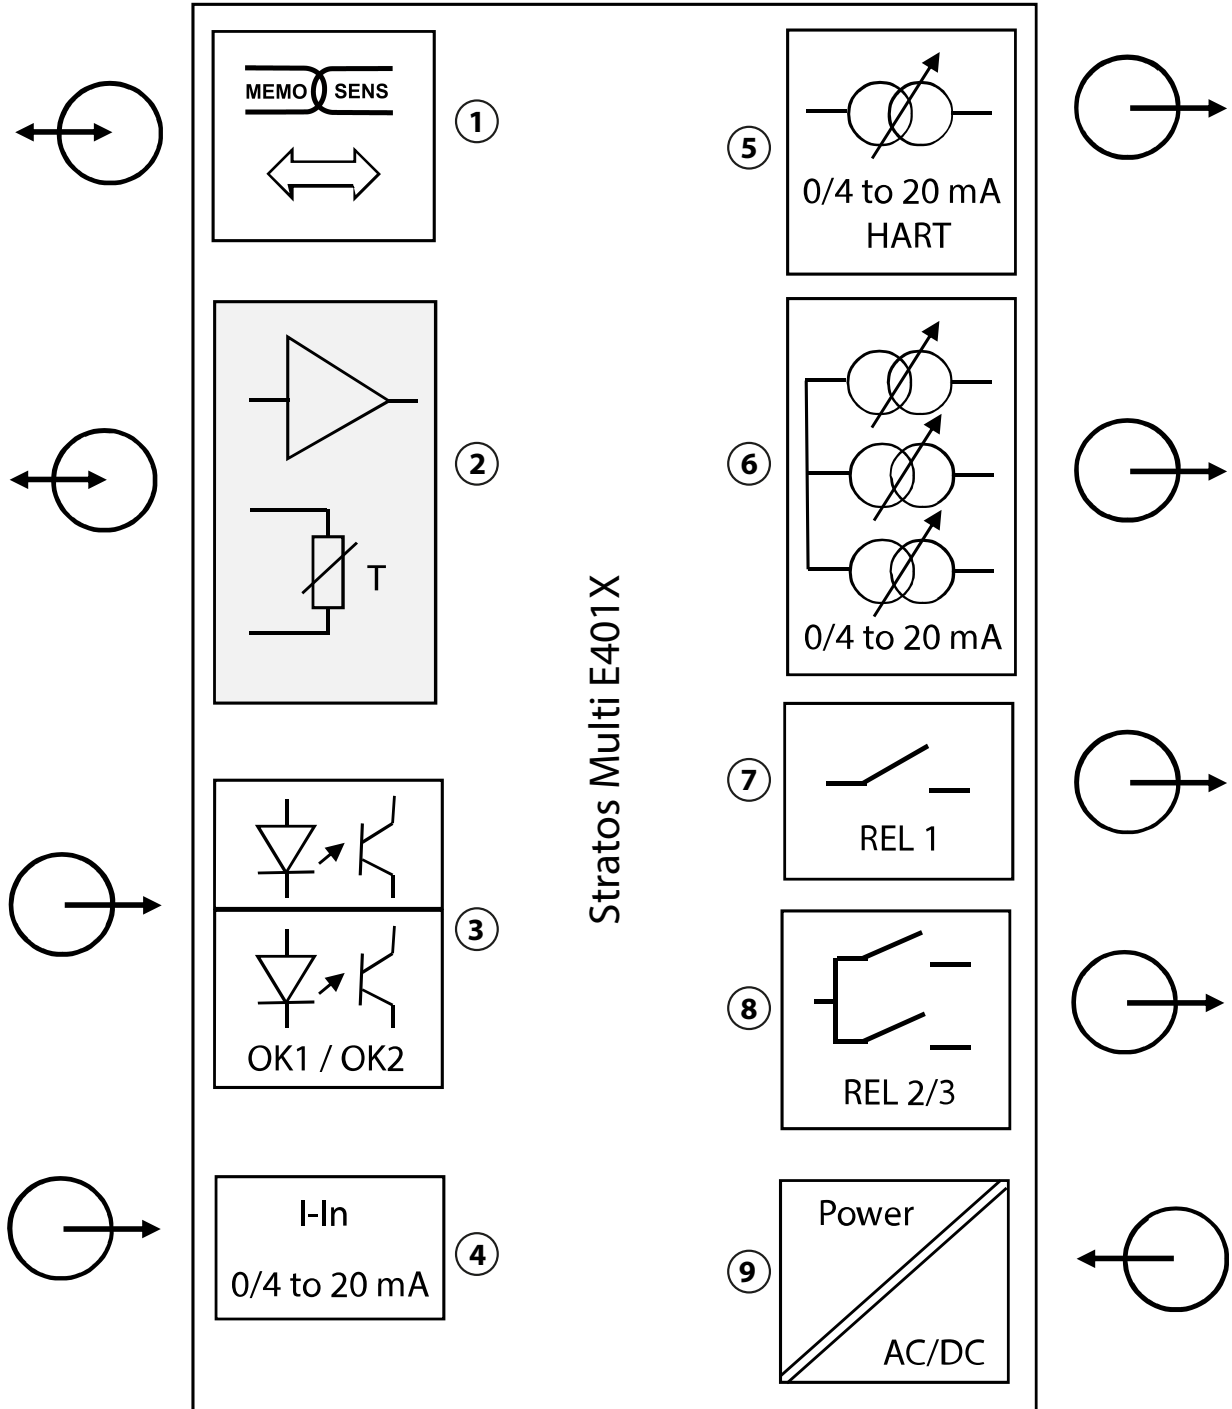 MEMO SENS
1
2
T
3
OK1 / OK2
I-In
0/4 to 20 mA
4
Stratos Multi E401X
5
0/4 to 20 mA
HART
6
0/4 to 20 mA
7
REL 1
8
REL 2/3
9
Power
AC/DC